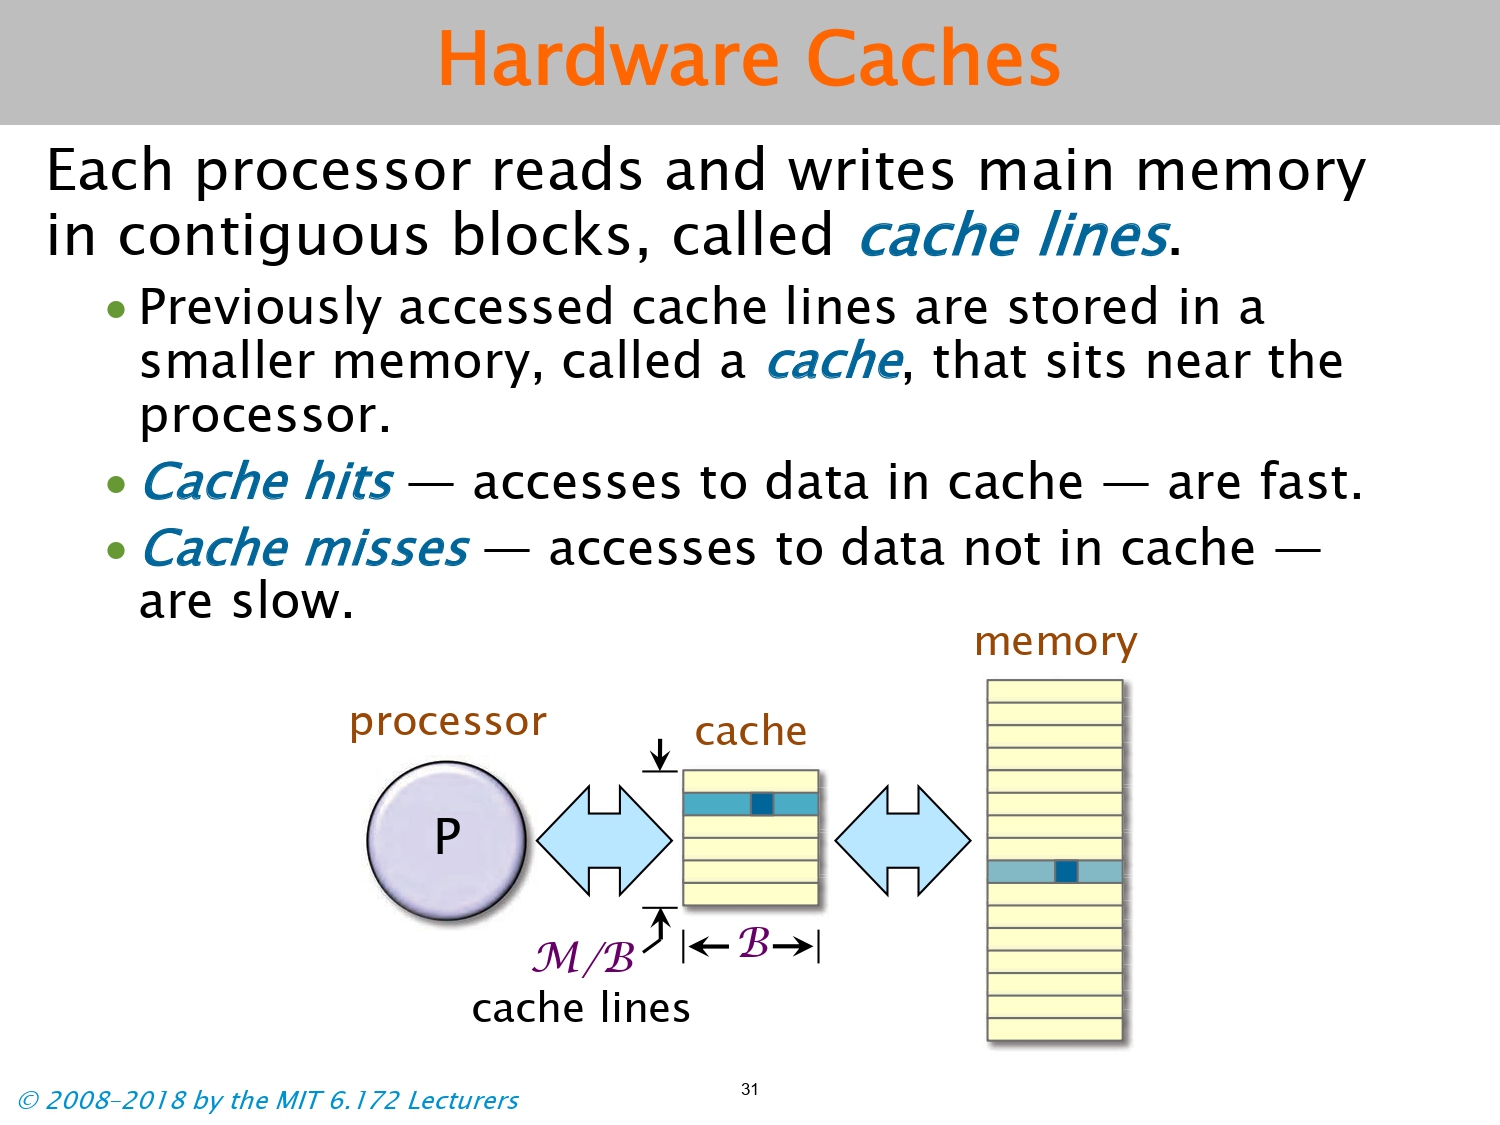 Hardware Caches
Each processor reads and writes main memory
in contiguous blocks, called cache lines.
• Previously accessed cache lines are stored in a
smaller memory, called a cache, that sits near the
processor.
• Cache hits — accesses to data in cache — are fast.
• Cache misses — accesses to data not in cache —
are slow.
memory
processor
cache
P
ℳ/ℬ
ℬ
cache lines
© 2008–2018 by the MIT 6.172 Lecturers
31